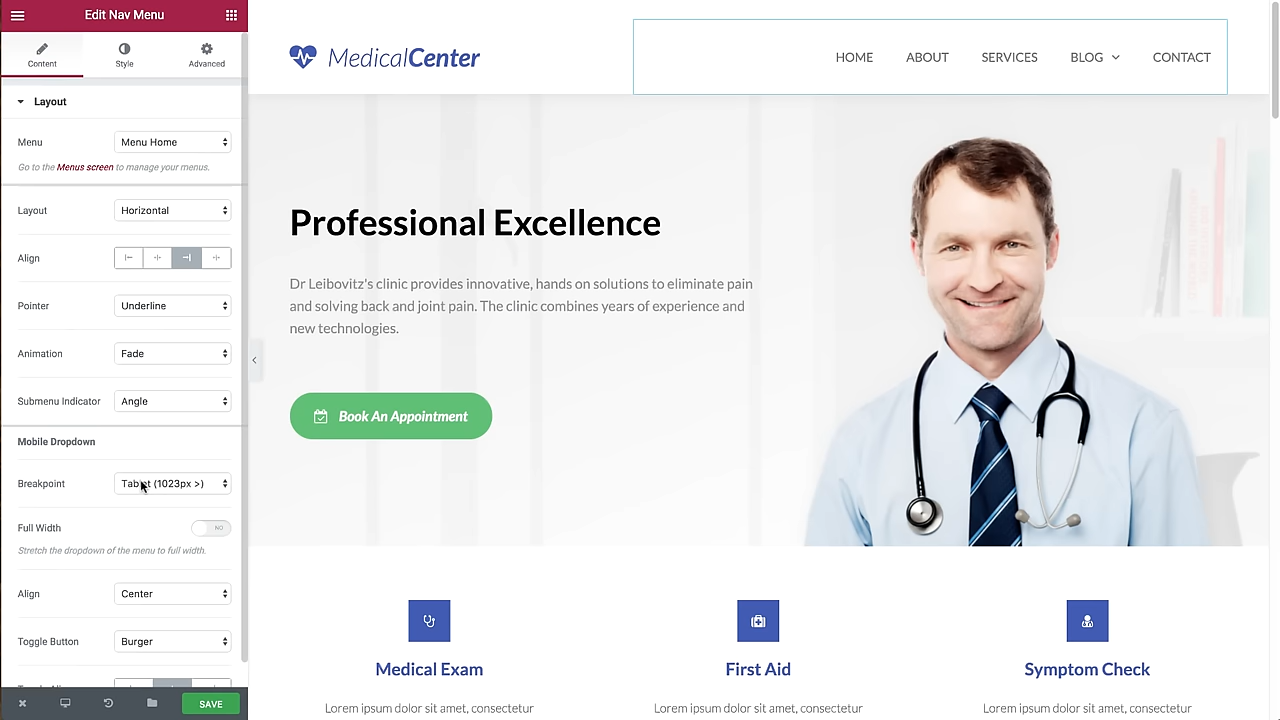 Edit Nav Menu
Content
Style
Advanced
Layout
Menu
Menu Home
Go to the Menus screen to manage your menus.
Layout
Horizontal
Align
Pointer
Underline
Animation
Fade
Submenu Indicator
Angle
Mobile Dropdown
Breakpoint
Tablet (1023px >)
Full Width
NO
Stretch the dropdown of the menu to full width.
Align
Center
Toggle Button
Burger
SAVE
MedicalCenter
HOME
ABOUT
SERVICES
BLOG
CONTACT
Professional Excellence
Dr Leibovitz's clinic provides innovative, hands on solutions to eliminate pain
and solving back and joint pain. The clinic combines years of experience and
new technologies.
Book An Appointment
Medical Exam
Lorem ipsum dolor sit amet, consectetur
First Aid
Lorem ipsum dolor sit amet, consectetur
Symptom Check
Lorem ipsum dolor sit amet, consectetur